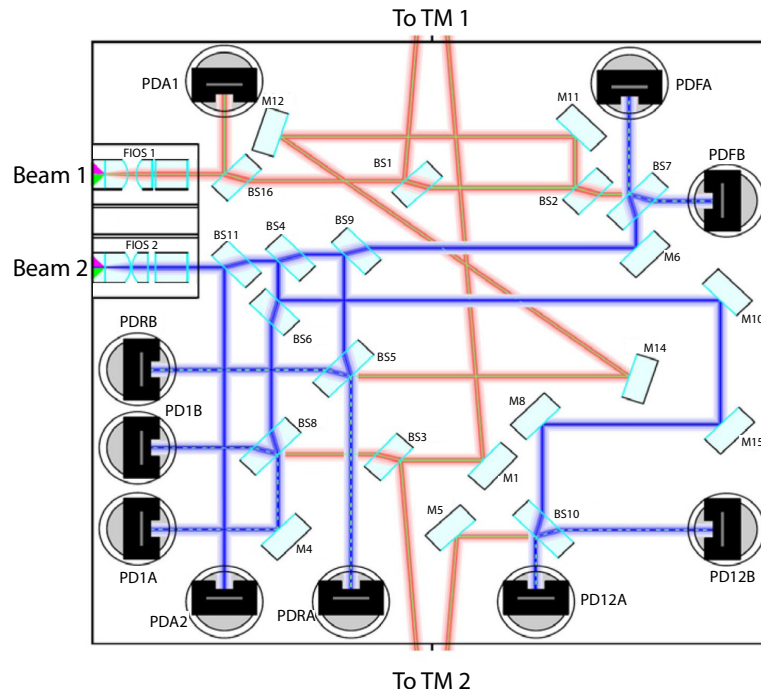 To TM 1
PDA1
M12
M11
PDFA
FIOS 1
Beam 1
BS16
BS1
BS2
BS7
PDFB
FIOS 2
Beam 2
BS11
BS4
BS9
M6
M10
BS6
PDRB
BS5
M14
PD1B
BS8
BS3
M8
M15
M1
M5
BS10
PD1A
M4
PD12B
PDA2
PDRA
PD12A
To TM 2